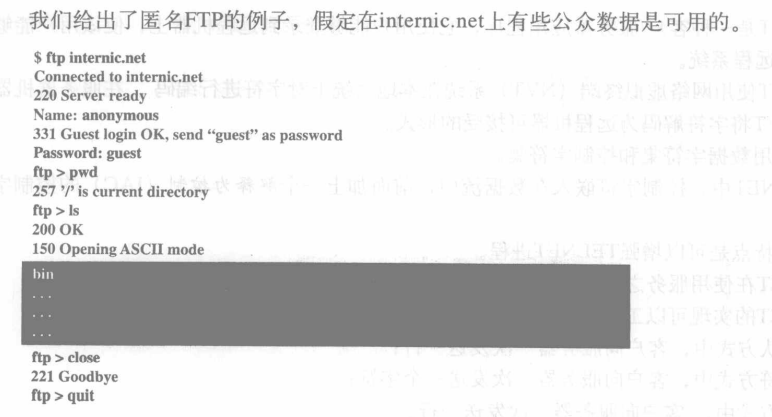 我们给出了匿名FTP的例子，假定在internic.net上有些公众数据是可用的。
$ ftp internic.net
Connected to internic.net
220 Server ready
Name: anonymous
331 Guest login OK, send “guest” as password
Password: guest
ftp > pwd
257 '/' is current directory
ftp > ls
200 OK
150 Opening ASCII mode
bin
. . .
. . .
. . .
ftp > close
221 Goodbye
ftp > quit